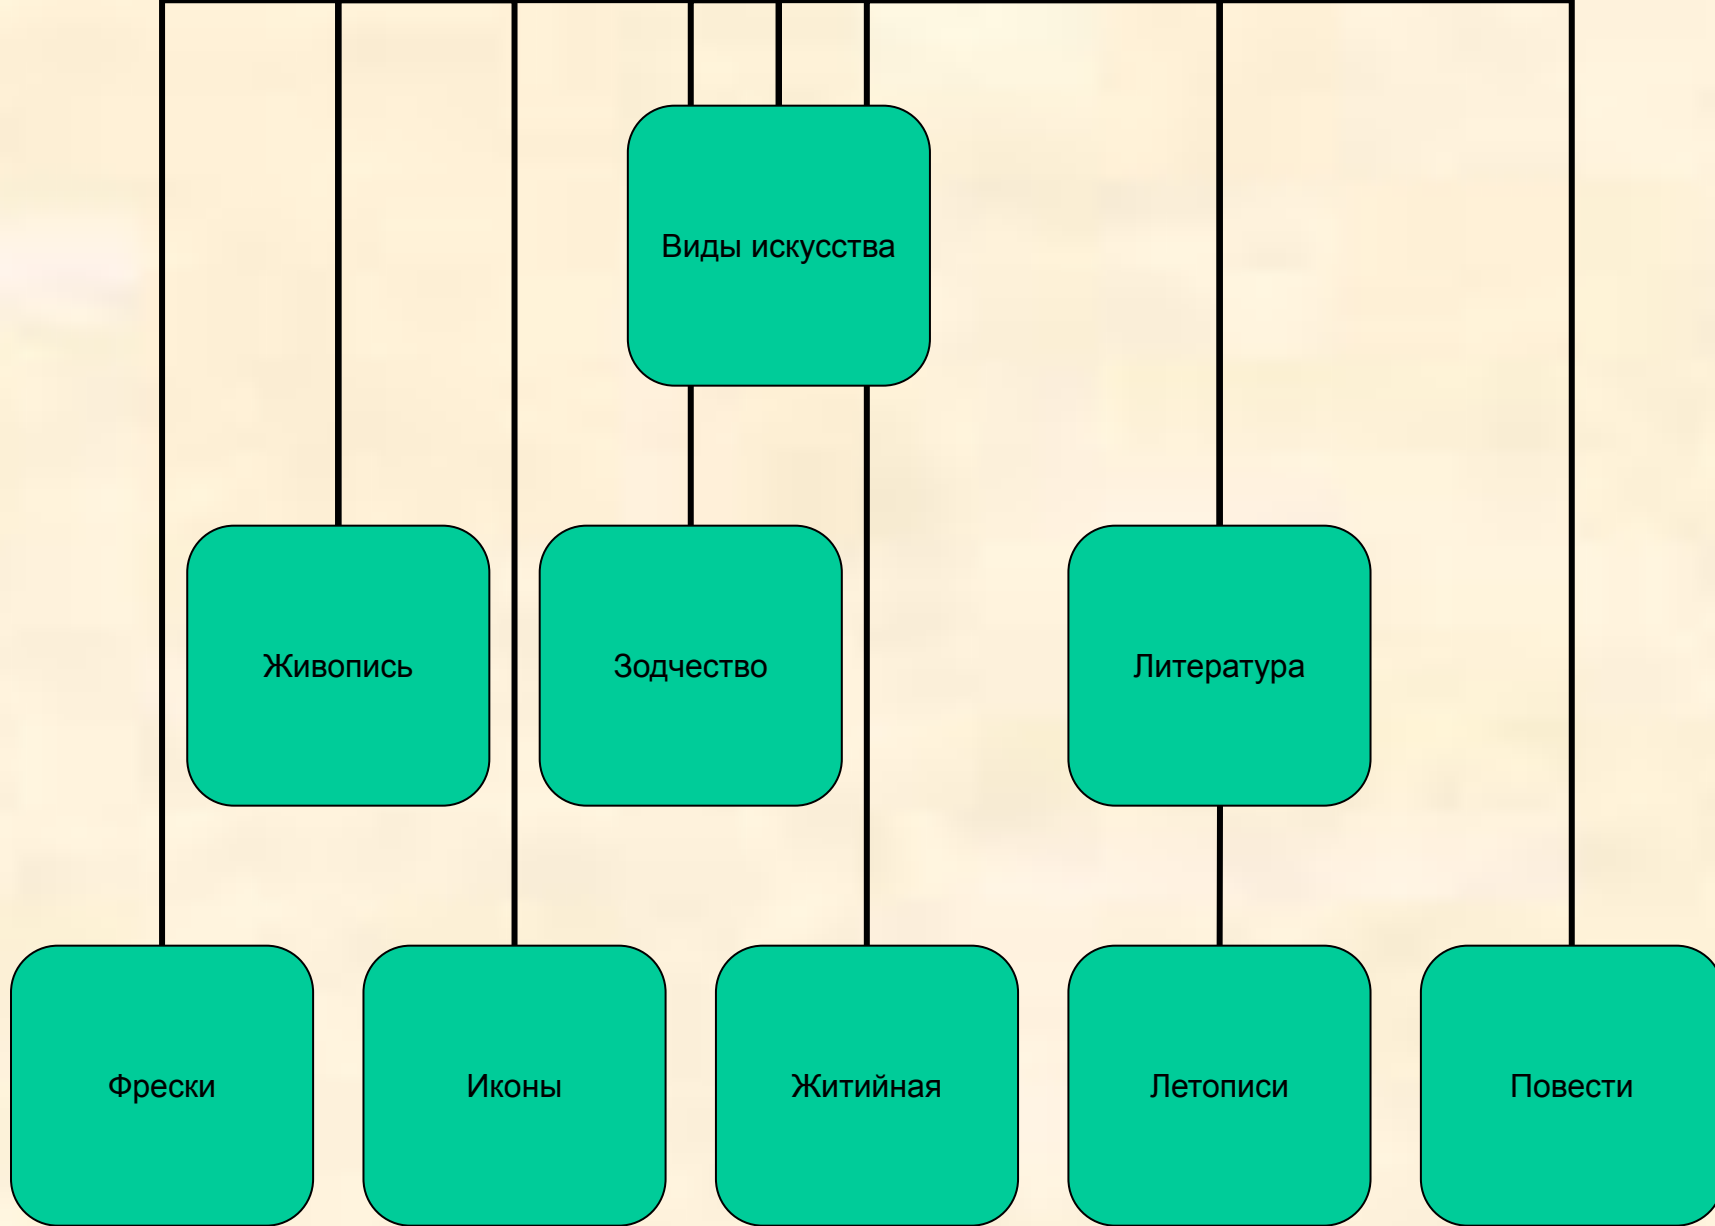 Виды искусства
Живопись
Зодчество
Литература
Фрески
Иконы
Житийная
Летописи
Повести